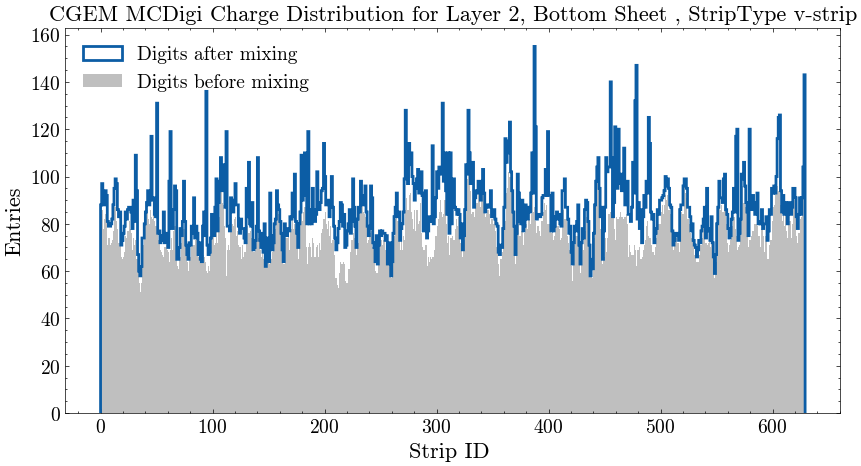 CGEM MCDigi Charge Distribution for Layer 2, Bottom Sheet , StripType v-strip
Digits after mixing
Digits before mixing
Entries
160
140
120
100
80
60
40
20
0
0 100 200 300 400 500 600
Strip ID